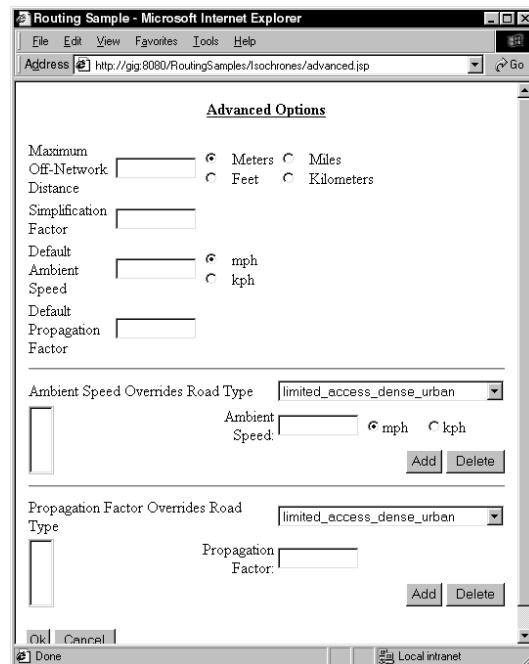 Routing Sample - Microsoft Internet Explorer
File Edit View Favorites Tools Help
Address http://gig:8080/RoutingSamples/Isochrones/advanced.jsp Go
Advanced Options
Maximum
Off-Network
Distance
Meters Miles
Feet Kilometers
Simplification
Factor
Default
Ambient
Speed
mph
kph
Default
Propagation
Factor
Ambient Speed Overrides Road Type limited_access_dense_urban
Ambient
Speed: mph kph
Add Delete
Propagation Factor Overrides Road
Type
limited_access_dense_urban
Propagation
Factor:
Add Delete
Ok Cancel
Done Local intranet